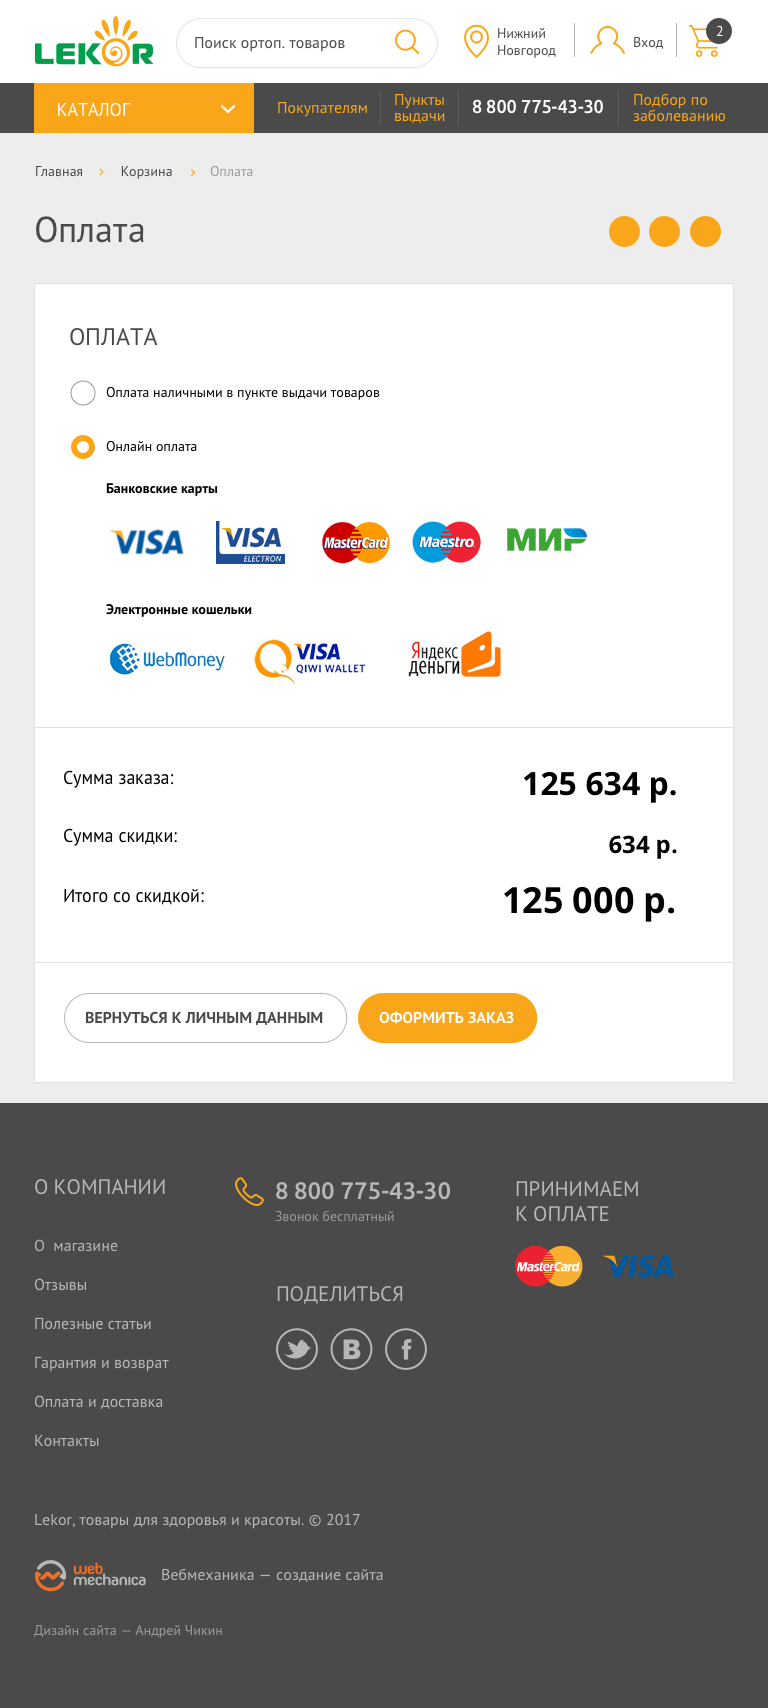 LEKOR
Поиск ортоп. товаров
Нижний
Новгород
Вход
2
КАТАЛОГ
Покупателям
Пункты
выдачи
8 800 775-43-30
Подбор по
заболеванию
Главная
Корзина
Оплата
Оплата
ОПЛАТА
Оплата наличными в пункте выдачи товаров
Онлайн оплата
Банковские карты
VISA
VISA
ELECTRON
MasterCard
Maestro
МИР
Электронные кошельки
WebMoney
VISA
QIWI WALLET
Яндекс
деньги
Сумма заказа:
125 634 р.
Сумма скидки:
634 р.
Итого со скидкой:
125 000 р.
ВЕРНУТЬСЯ К ЛИЧНЫМ ДАННЫМ
ОФОРМИТЬ ЗАКАЗ
О КОМПАНИИ
О магазине
Отзывы
Полезные статьи
Гарантия и возврат
Оплата и доставка
Контакты
8 800 775-43-30
Звонок бесплатный
ПОДЕЛИТЬСЯ
ПРИНИМАЕМ
К ОПЛАТЕ
MasterCard
VISA
Lekor, товары для здоровья и красоты. © 2017
web
mechanica
Вебмеханика — создание сайта
Дизайн сайта — Андрей Чикин